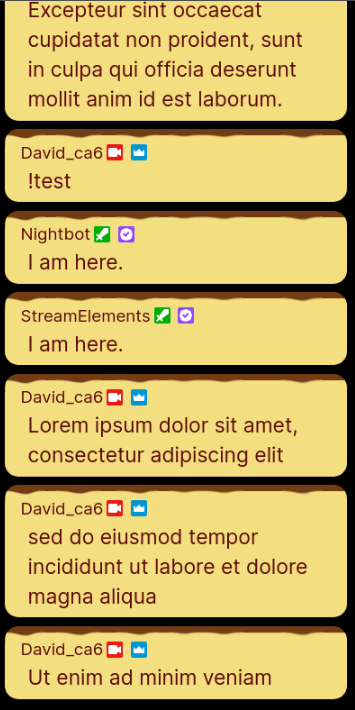 Excepteur sint occaecat
cupidatat non proident, sunt
in culpa qui officia deserunt
mollit anim id est laborum.
David_ca6
!test
Nightbot
I am here.
StreamElements
I am here.
David_ca6
Lorem ipsum dolor sit amet,
consectetur adipiscing elit
David_ca6
sed do eiusmod tempor
incididunt ut labore et dolore
magna aliqua
David_ca6
Ut enim ad minim veniam